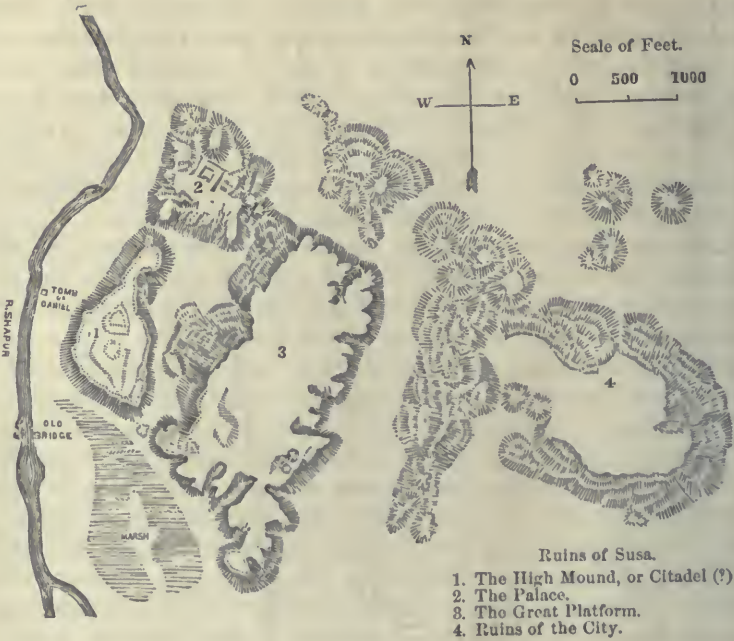 N
W E
Scale of Feet.
0 500 1000
2
TOMB
OF
DANIEL
R. SHAPUR
1
3
4
OLD
BRIDGE
MARSH
Ruins of Susa.
1. The High Mound, or Citadel (?)
2. The Palace.
3. The Great Platform.
4. Ruins of the City.